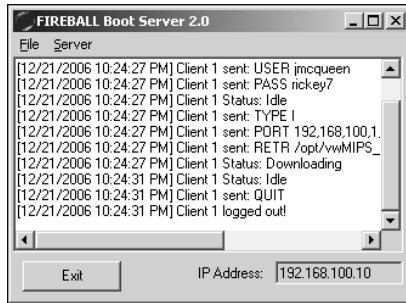 FIREBALL Boot Server 2.0
File Server
[12/21/2006 10:24:27 PM] Client 1 sent: USER jmcqueen
[12/21/2006 10:24:27 PM] Client 1 sent: PASS rickey7
[12/21/2006 10:24:27 PM] Client 1 Status: Idle
[12/21/2006 10:24:27 PM] Client 1 sent: TYPE I
[12/21/2006 10:24:27 PM] Client 1 sent: PORT 192,168,100,1.
[12/21/2006 10:24:27 PM] Client 1 sent: RETR /opt/vwMIPS_
[12/21/2006 10:24:27 PM] Client 1 Status: Downloading
[12/21/2006 10:24:31 PM] Client 1 Status: Idle
[12/21/2006 10:24:31 PM] Client 1 sent: QUIT
[12/21/2006 10:24:31 PM] Client 1 logged out!
Exit IP Address: 192.168.100.10